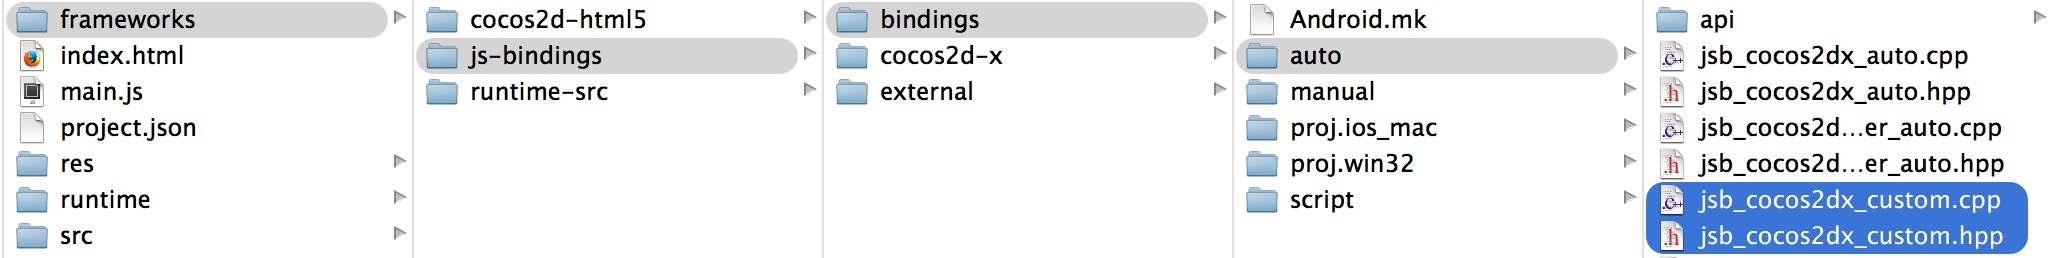 frameworks
index.html
main.js
project.json
res
runtime
src
cocos2d-html5
js-bindings
runtime-src
bindings
cocos2d-x
external
Android.mk
auto
manual
proj.ios_mac
proj.win32
script
api
jsb_cocos2dx_auto.cpp
jsb_cocos2dx_auto.hpp
jsb_cocos2d...er_auto.cpp
jsb_cocos2d...er_auto.hpp
jsb_cocos2dx_custom.cpp
jsb_cocos2dx_custom.hpp